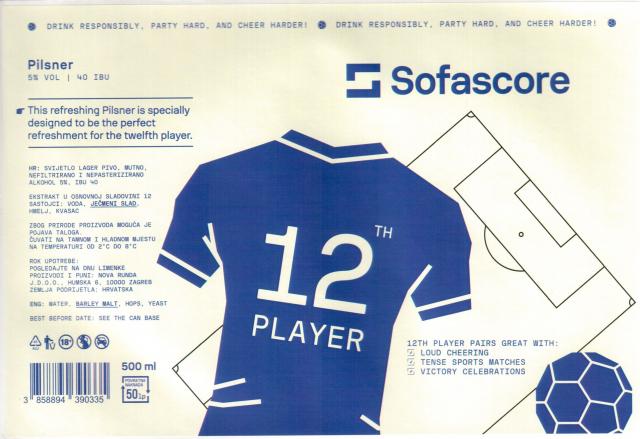 DRINK RESPONSIBLY, PARTY HARD, AND CHEER HARDER! DRINK RESPONSIBLY, PARTY HARD, AND CHEER HARDER!
Pilsner
5% VOL | 40 IBU
This refreshing Pilsner is specially
designed to be the perfect
refreshment for the twelfth player.
Sofascore
HR: SVIJETLO LAGER PIVO, MUTNO,
NEFILTRIRANO I NEPASTERIZIRANO
ALKOHOL 5%, IBU 40
EKSTRAKT U OSNOVNOJ SLADOVINI 12
SASTOJCI: VODA, JEČMENI SLAD,
HMELJ, KVASAC
ZBOG PRIRODE PROIZVODA MOGUĆA JE
POJAVA TALOGA.
ČUVATI NA TAMNOM I HLADNOM MJESTU
NA TEMPERATURI OD 2°C DO 8°C
ROK UPOTREBE:
POGLEDAJTE NA DNU LIMENKE
PROIZVODI I PUNI: NOVA RUNDA
J.D.O.O., HUMSKA 6, 10000 ZAGREB
ZEMLJA PODRIJETLA: HRVATSKA
ENG: WATER, BARLEY MALT, HOPS, YEAST
BEST BEFORE DATE: SEE THE CAN BASE
ALU
18+
500 ml
POVRATNA
NAKNADA
50 lp
3 858894 390335
12TH
PLAYER
12TH PLAYER PAIRS GREAT WITH:
☑ LOUD CHEERING
☑ TENSE SPORTS MATCHES
☑ VICTORY CELEBRATIONS